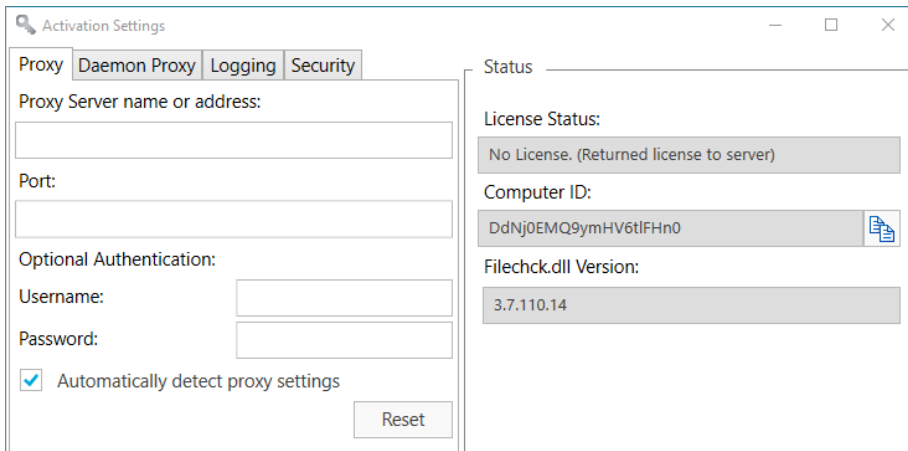 Activation Settings
Proxy
Daemon Proxy
Logging
Security
Proxy Server name or address:
Port:
Optional Authentication:
Username:
Password:
Automatically detect proxy settings
Reset
Status
License Status:
No License. (Returned license to server)
Computer ID:
DdNj0EMQ9ymHV6tlFHn0
Filechck.dll Version:
3.7.110.14